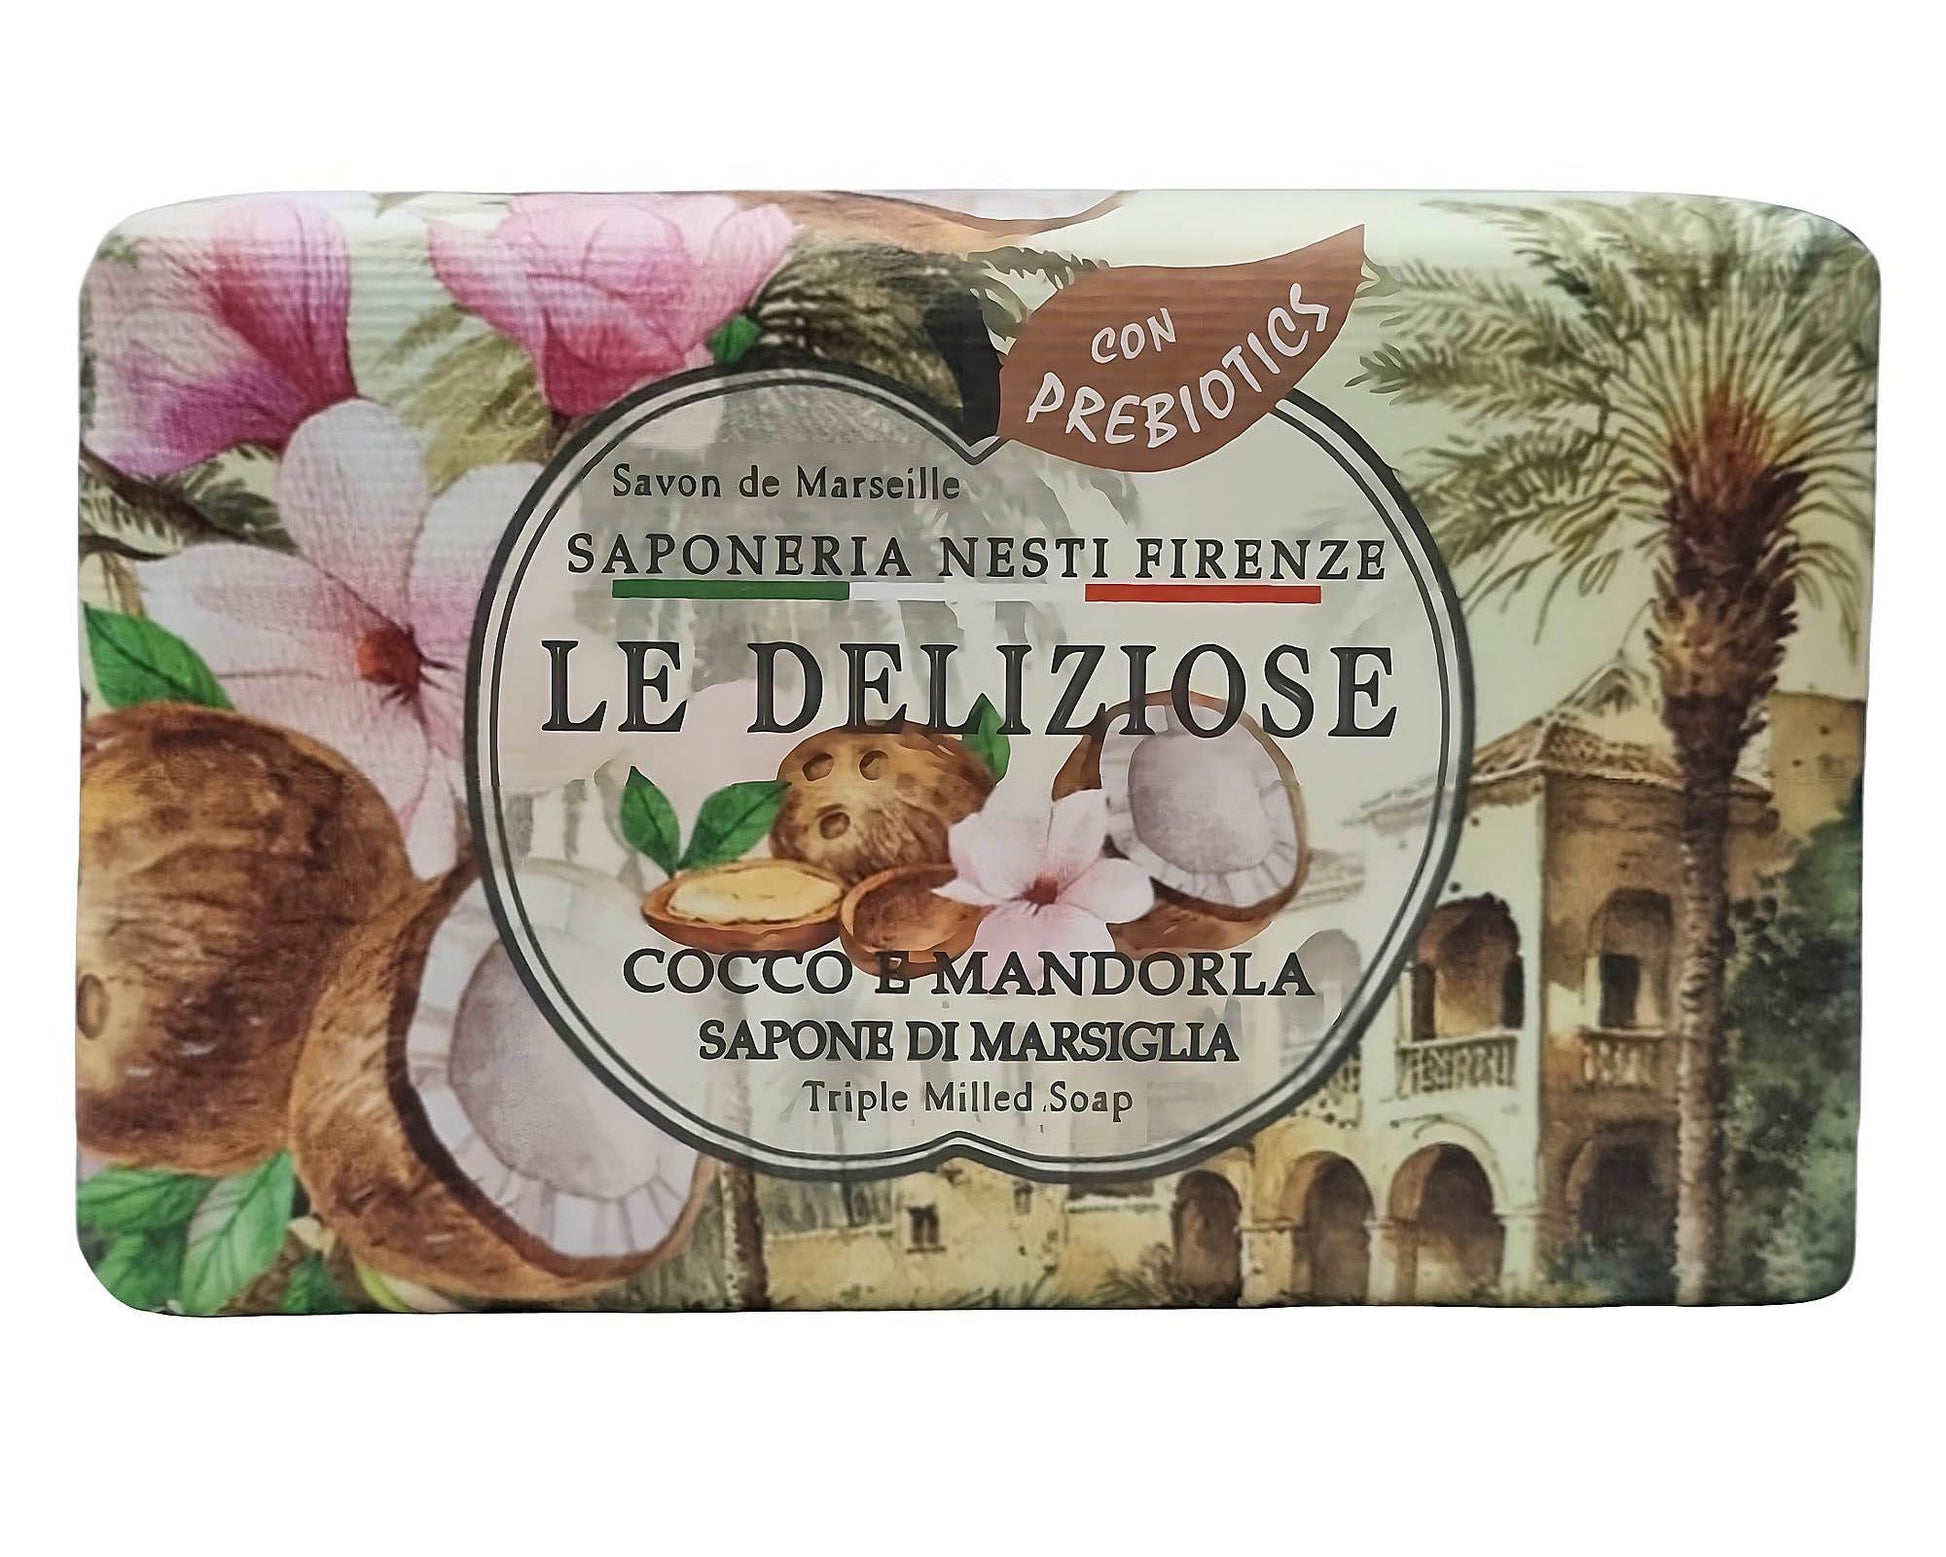 CON
PREBIOTICS
Savon de Marseille
SAPONERIA NESTI FIRENZE
LE DELIZIOSE
COCCO E MANDORLA
SAPONE DI MARSIGLIA
Triple Milled Soap